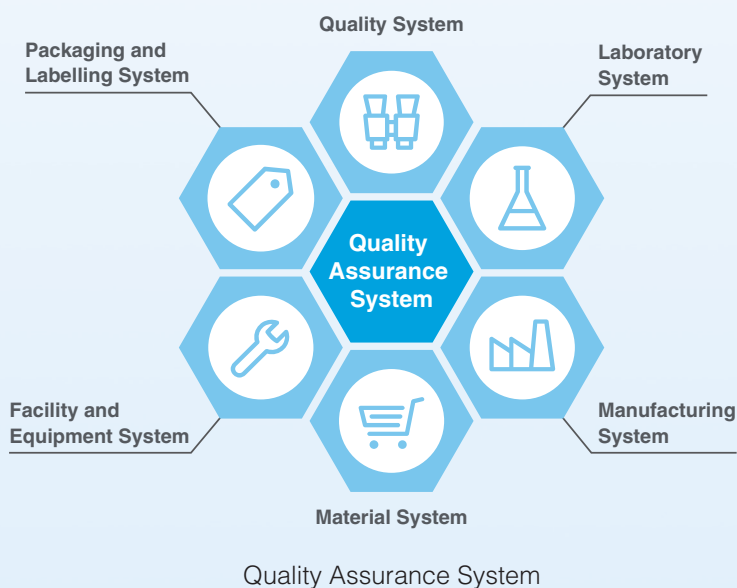 Quality System
Packaging and
Labelling System
Laboratory
System
Quality
Assurance
System
Facility and
Equipment System
Manufacturing
System
Material System
Quality Assurance System